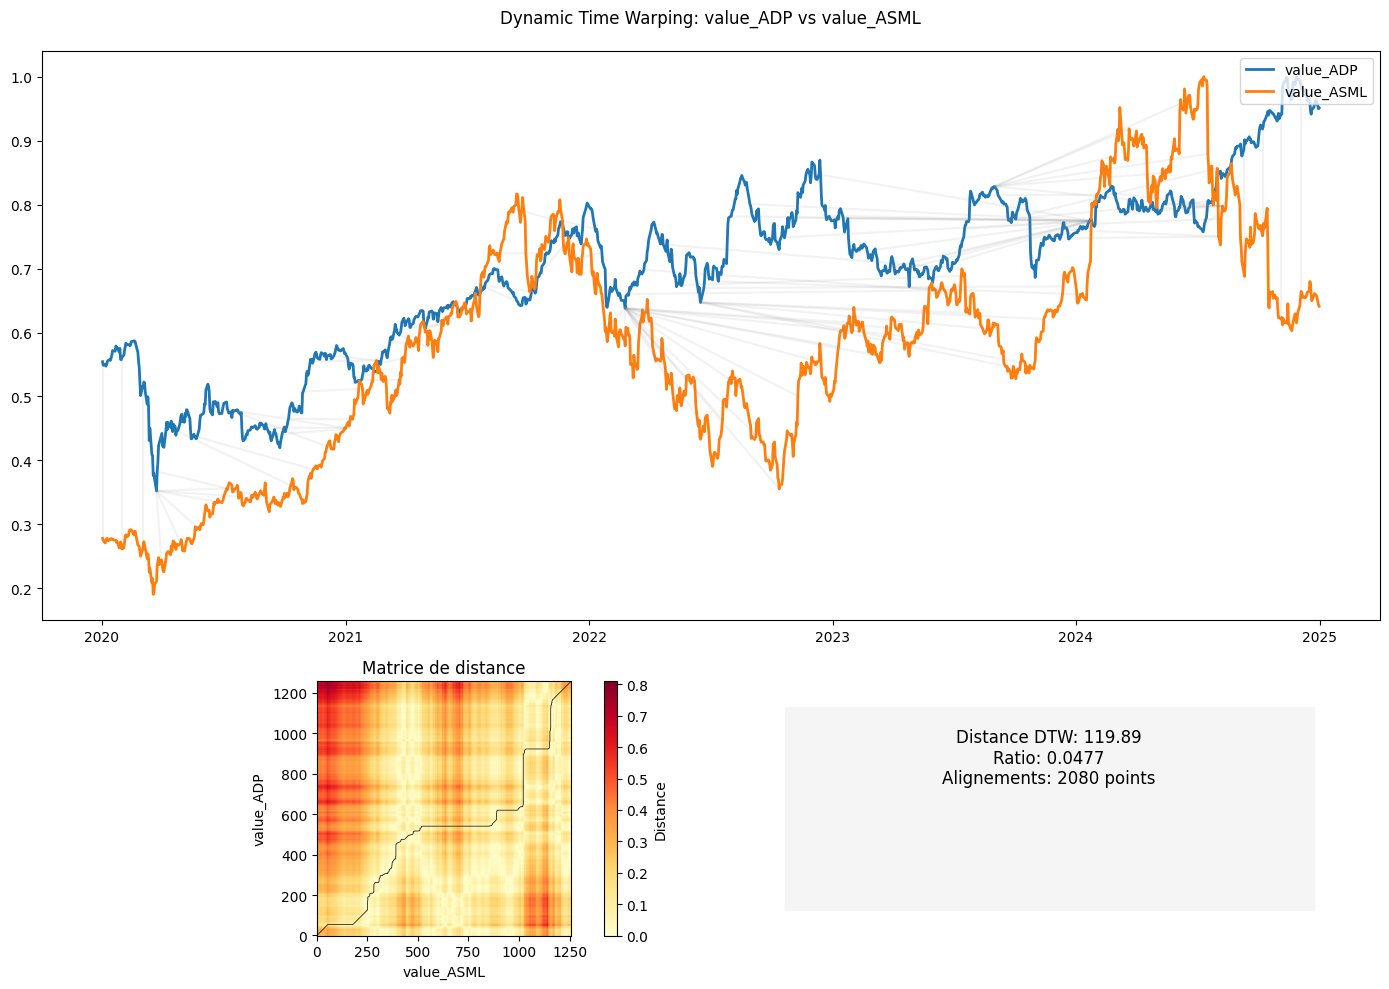 Dynamic Time Warping: value_ADP vs value_ASML
value_ADP
value_ASML
1.0
0.9
0.8
0.7
0.6
0.5
0.4
0.3
0.2
2020 2021 2022 2023 2024 2025
Matrice de distance
value_ADP
1200
1000
800
600
400
200
0
0 250 500 750 1000 1250
value_ASML
0.8
0.7
0.6
0.5
0.4
0.3
0.2
0.1
0.0
Distance
Distance DTW: 119.89
Ratio: 0.0477
Alignements: 2080 points